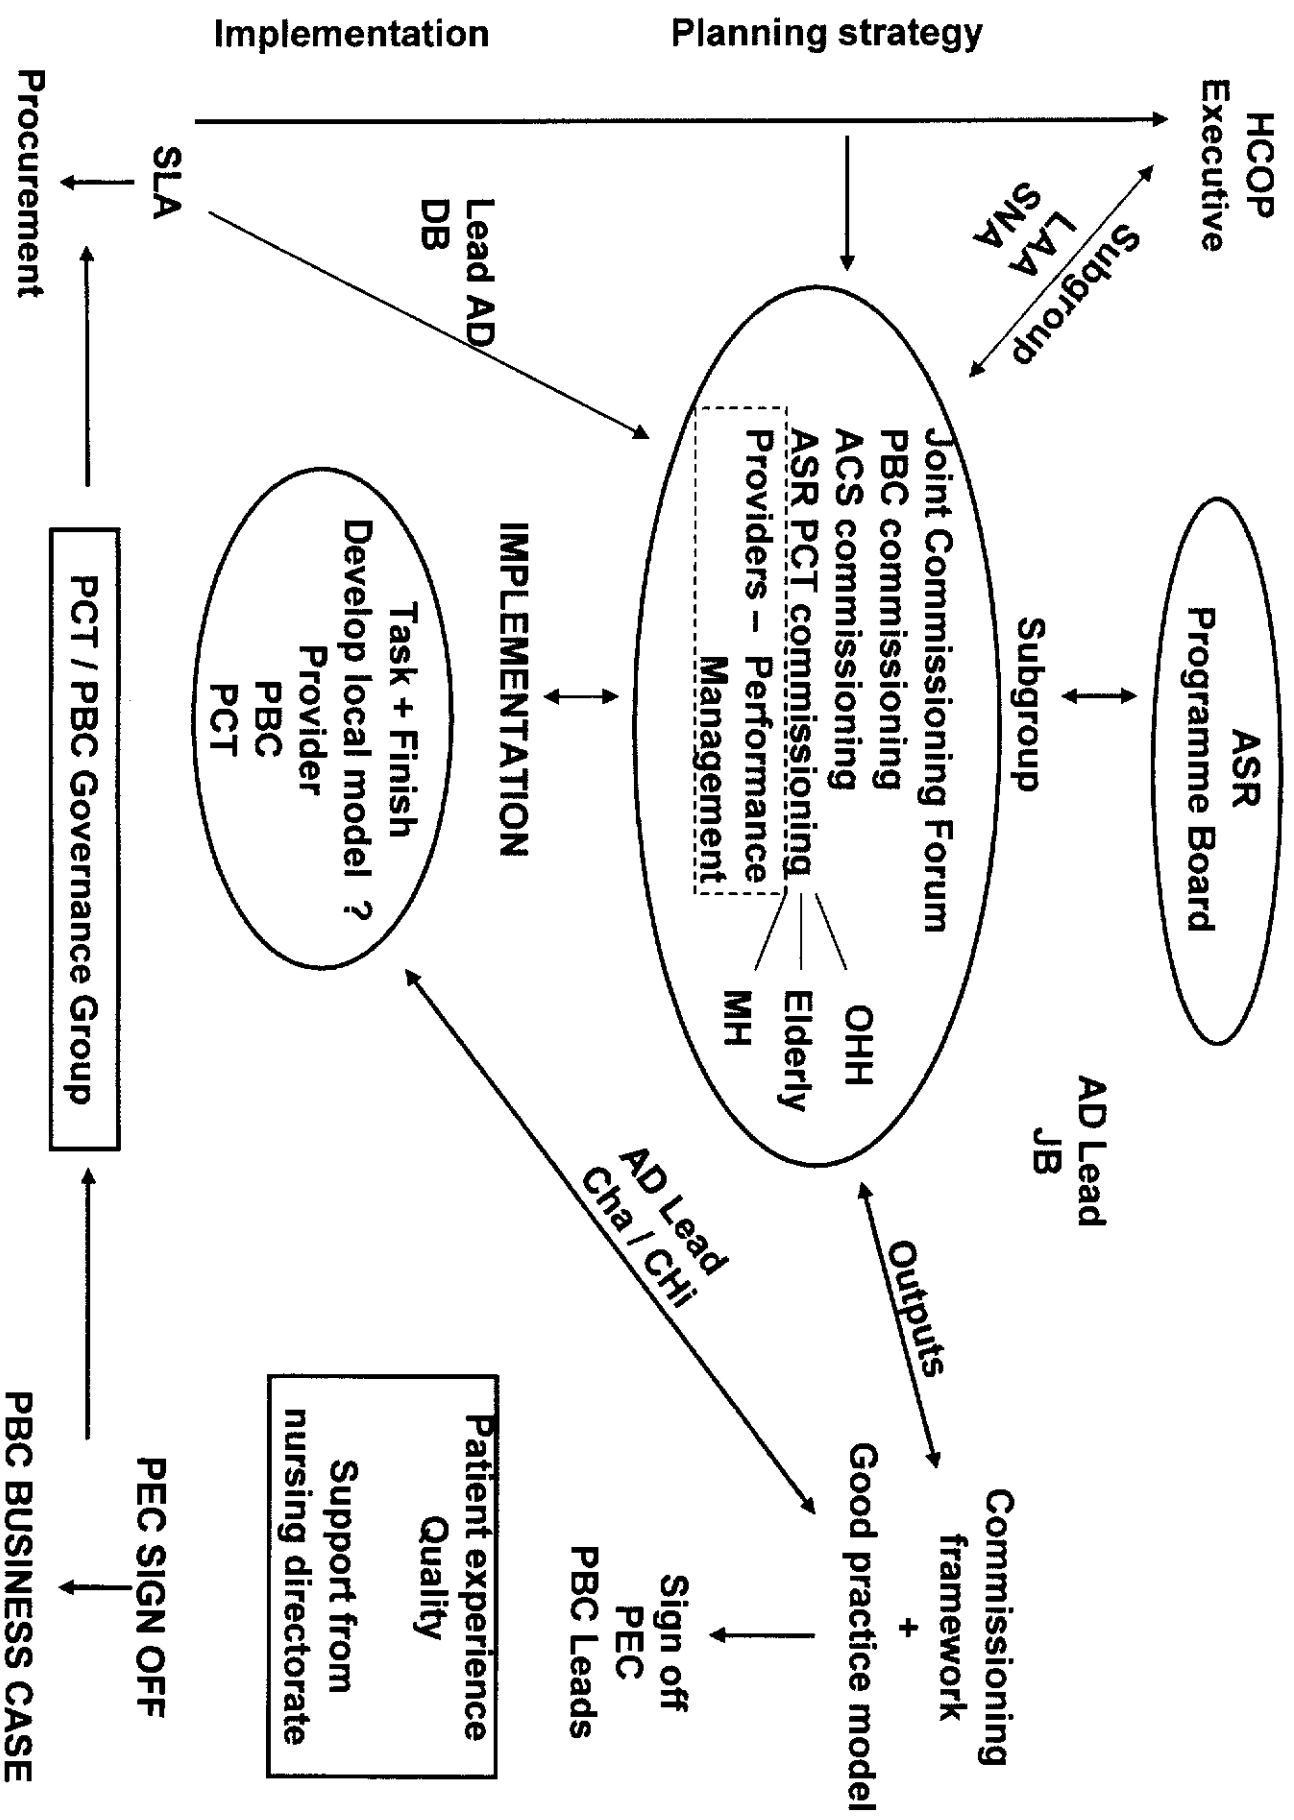 Planning strategy
Implementation
HCOP
Executive
Subgroup
LAA
SNA
ASR
Programme Board
Subgroup
AD Lead
JB
Joint Commissioning Forum
PBC commissioning
ACS commissioning
ASR PCT commissioning
Providers – Performance
Management
OHH
Elderly
MH
Outputs
Commissioning
framework
+
Good practice model
Sign off
PEC
PBC Leads
Lead AD
DB
IMPLEMENTATION
Task + Finish
Develop local model ?
Provider
PBC
PCT
AD Lead
Cha / CHi
Patient experience
Quality
Support from
nursing directorate
SLA
Procurement
PCT / PBC Governance Group
PEC SIGN OFF
PBC BUSINESS CASE